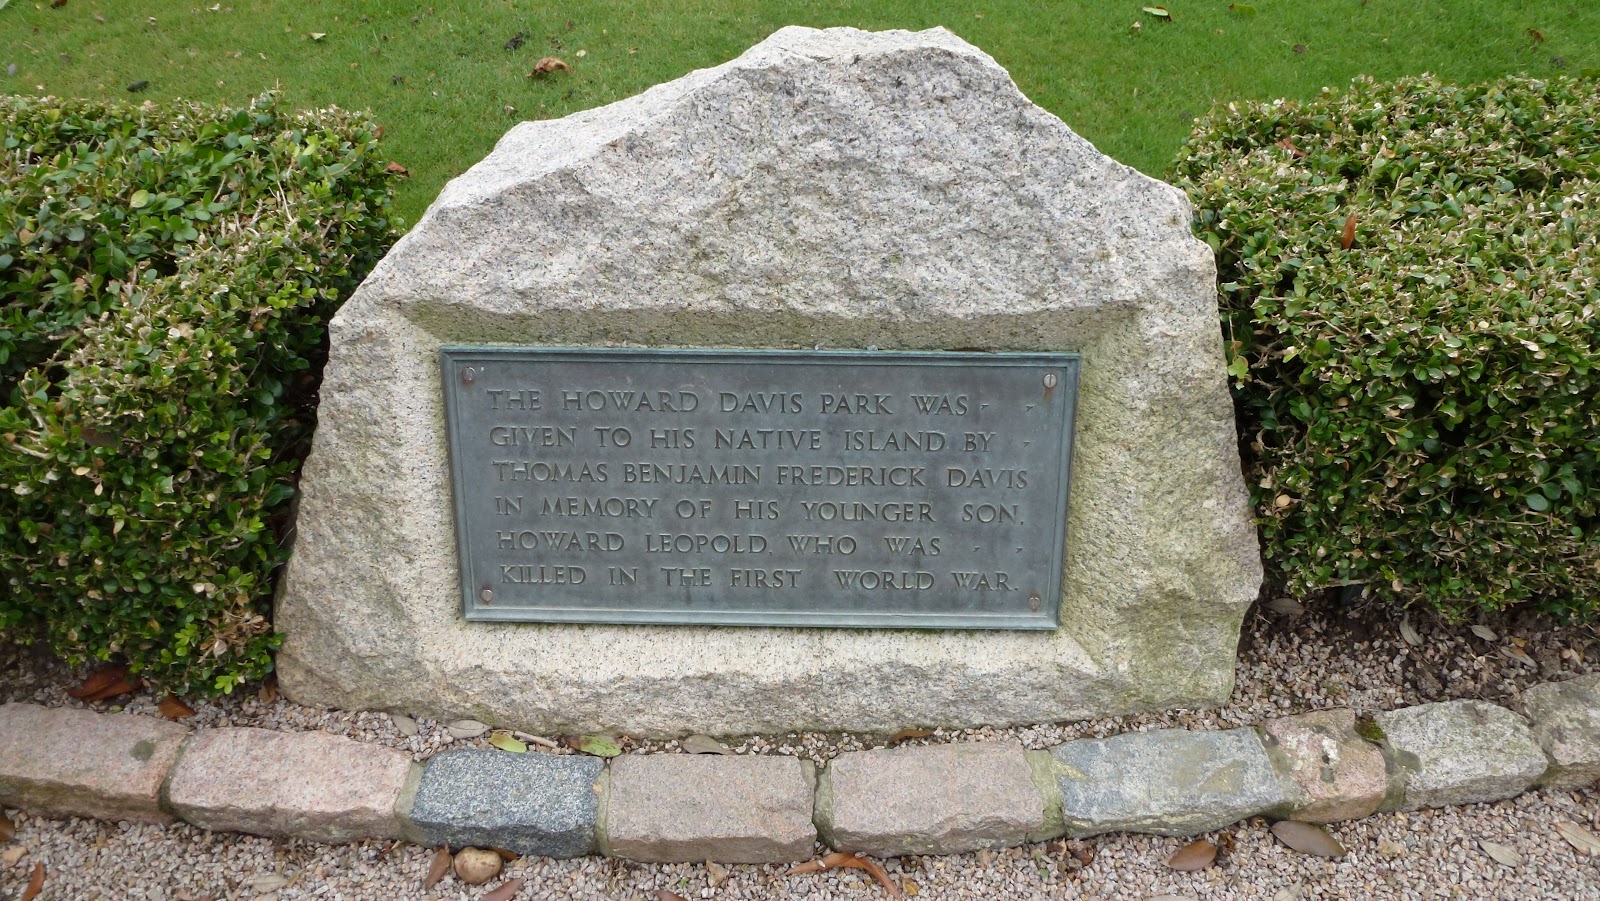 THE HOWARD DAVIS PARK WAS - -
GIVEN TO HIS NATIVE ISLAND BY -
THOMAS BENJAMIN FREDERICK DAVIS
IN MEMORY OF HIS YOUNGER SON,
HOWARD LEOPOLD, WHO WAS - -
KILLED IN THE FIRST WORLD WAR.